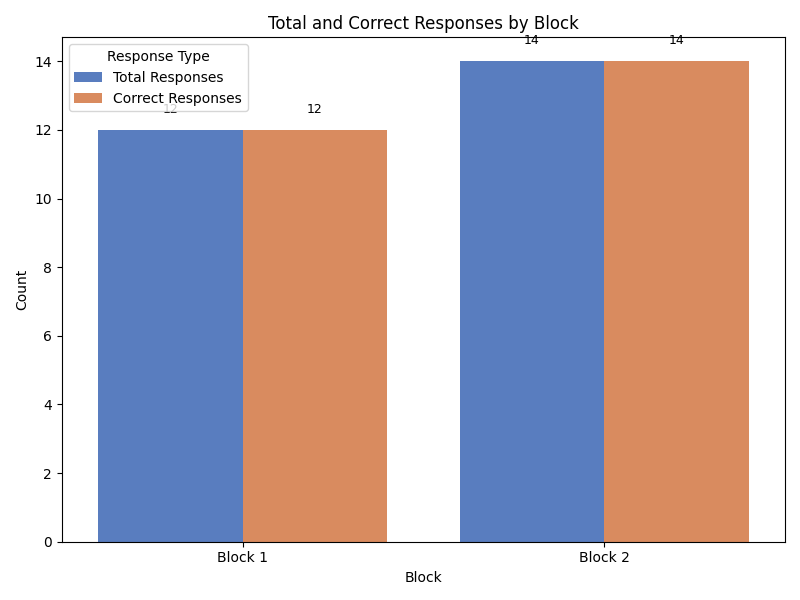 Total and Correct Responses by Block
Response Type
Total Responses
Correct Responses
12
12
14
14
14
12
10
8
6
4
2
0
Count
Block 1
Block 2
Block